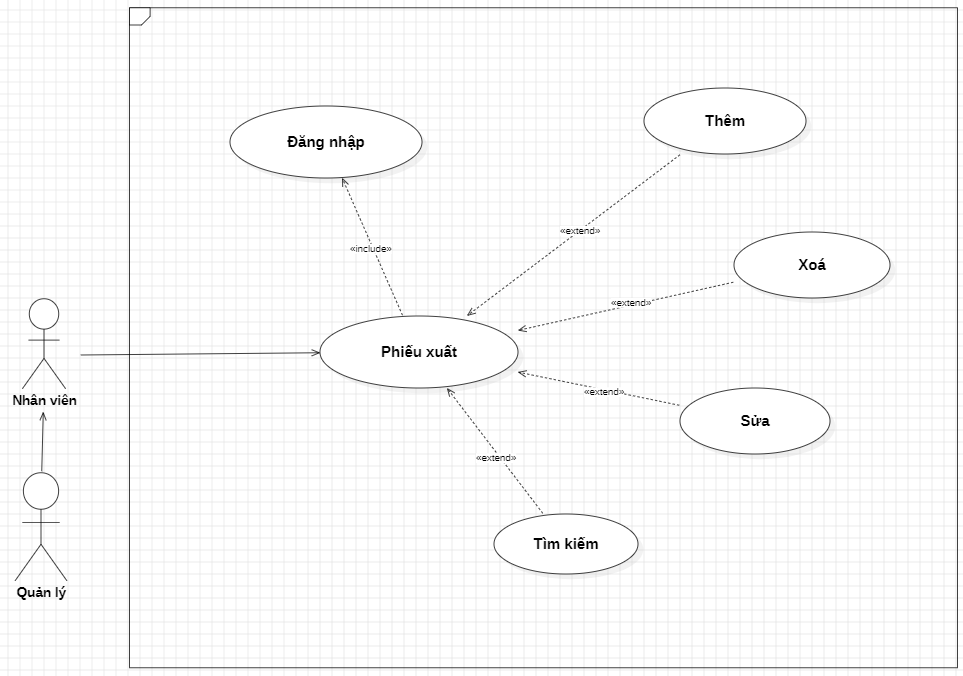 Thêm
Đăng nhập
«extend»
«include»
Xoá
«extend»
Phiếu xuất
«extend»
Nhân viên
Sửa
«extend»
Tìm kiếm
Quản lý